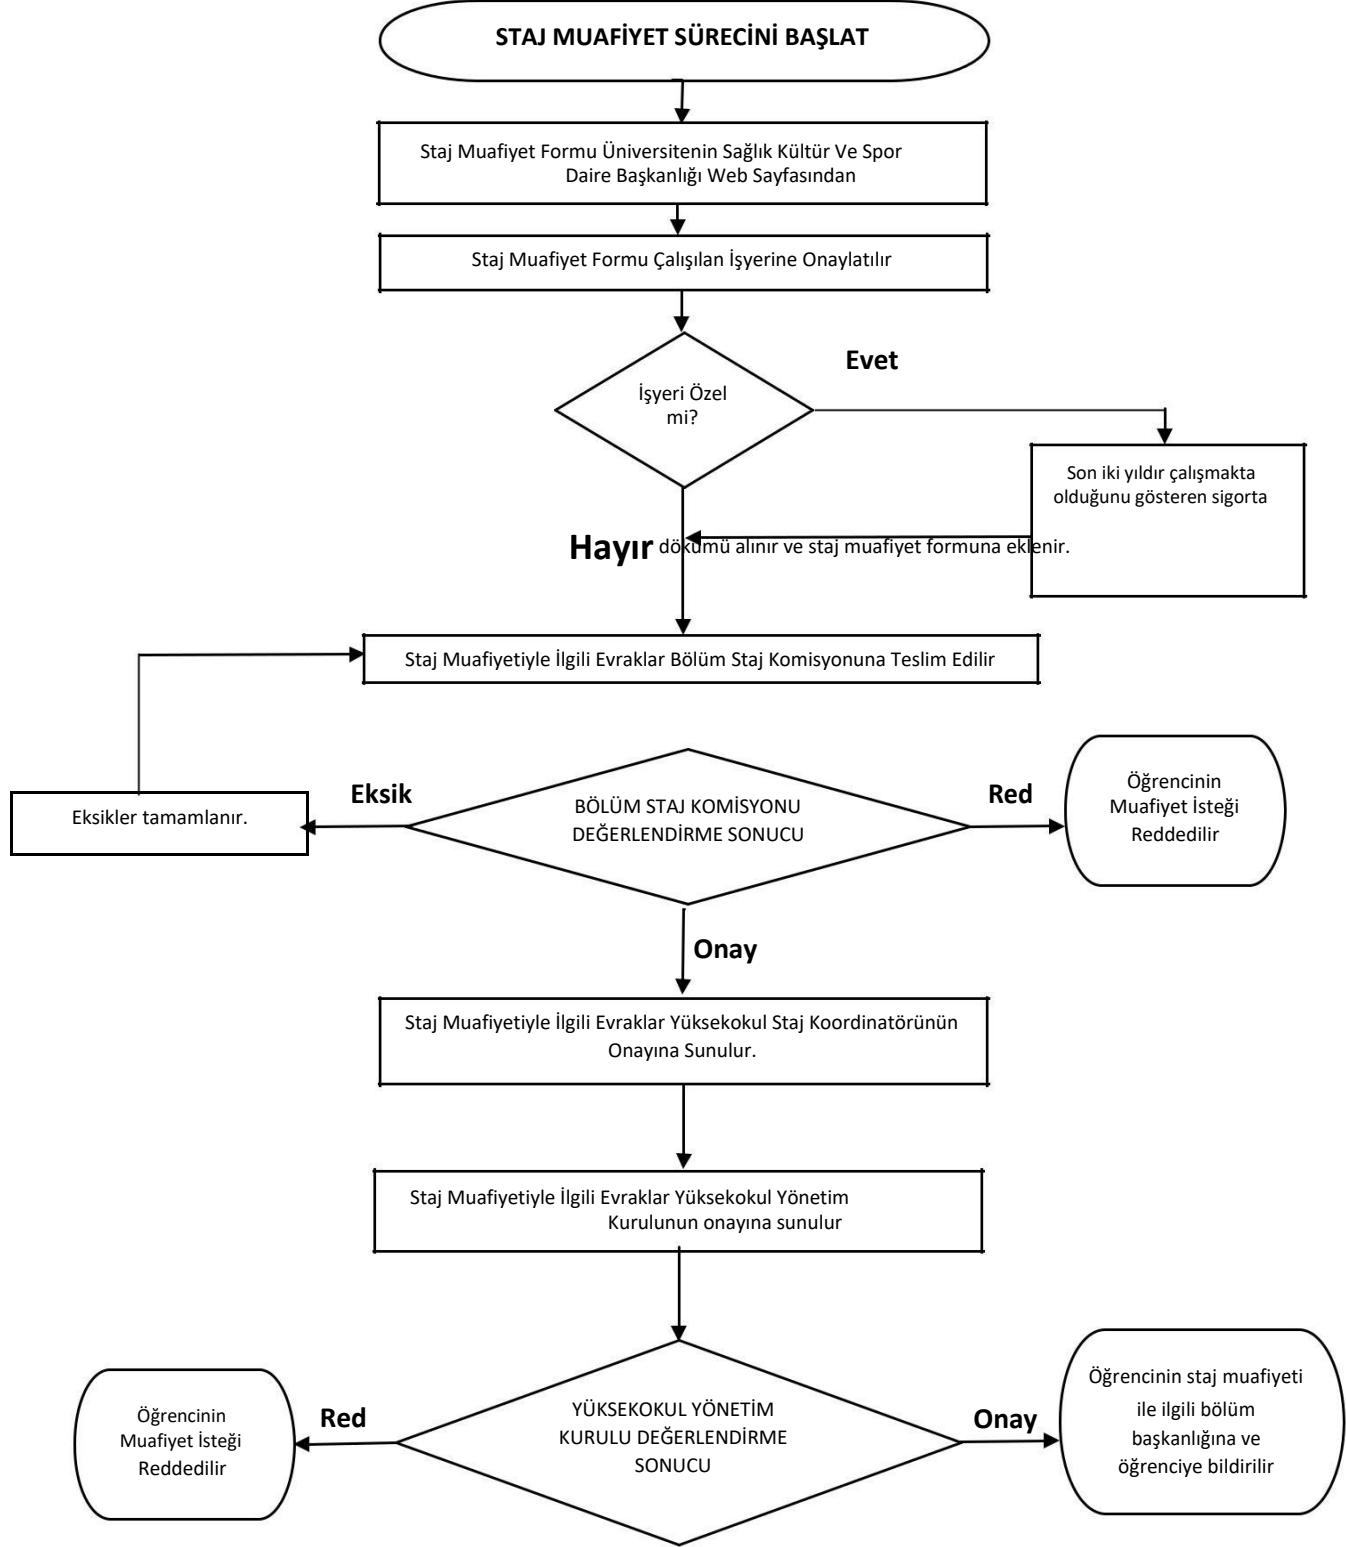 STAJ MUAFİYET SÜRECİNİ BAŞLAT
Staj Muafiyet Formu Üniversitenin Sağlık Kültür Ve Spor
Daire Başkanlığı Web Sayfasından
Staj Muafiyet Formu Çalışılan İşyerine Onaylatılır
Evet
İşyeri Özel
mi?
Son iki yıldır çalışmakta
olduğunu gösteren sigorta
Hayır dökümü alınır ve staj muafiyet formuna eklenir.
Staj Muafiyetiyle İlgili Evraklar Bölüm Staj Komisyonuna Teslim Edilir
Eksikler tamamlanır.
Eksik
BÖLÜM STAJ KOMİSYONU
DEĞERLENDİRME SONUCU
Red
Öğrencinin
Muafiyet İsteği
Reddedilir
Onay
Staj Muafiyetiyle İlgili Evraklar Yüksekokul Staj Koordinatörünün
Onayına Sunulur.
Staj Muafiyetiyle İlgili Evraklar Yüksekokul Yönetim
Kurulunun onayına sunulur
Öğrencinin
Muafiyet İsteği
Reddedilir
Red
YÜKSEKOKUL YÖNETİM
KURULU DEĞERLENDİRME
SONUCU
Onay
Öğrencinin staj muafiyeti
ile ilgili bölüm
başkanlığına ve
öğrenciye bildirilir